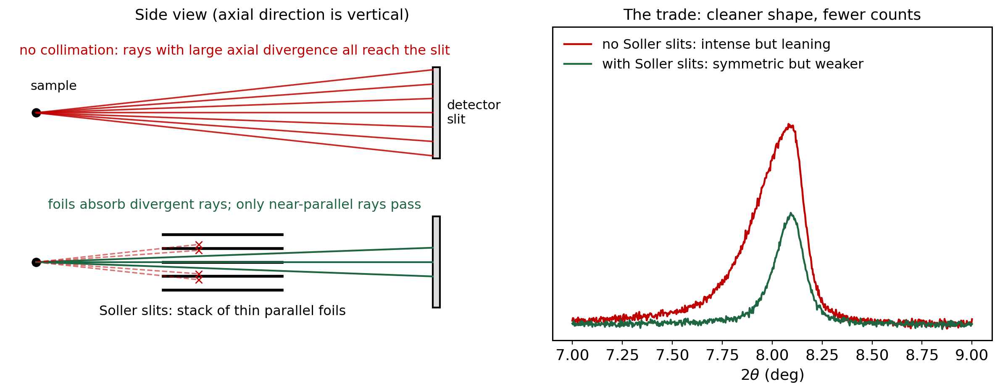 Side view (axial direction is vertical)
no collimation: rays with large axial divergence all reach the slit
sample
detector
slit
foils absorb divergent rays; only near-parallel rays pass
Soller slits: stack of thin parallel foils
The trade: cleaner shape, fewer counts
no Soller slits: intense but leaning
with Soller slits: symmetric but weaker
7.00 7.25 7.50 7.75 8.00 8.25 8.50 8.75 9.00
2θ (deg)